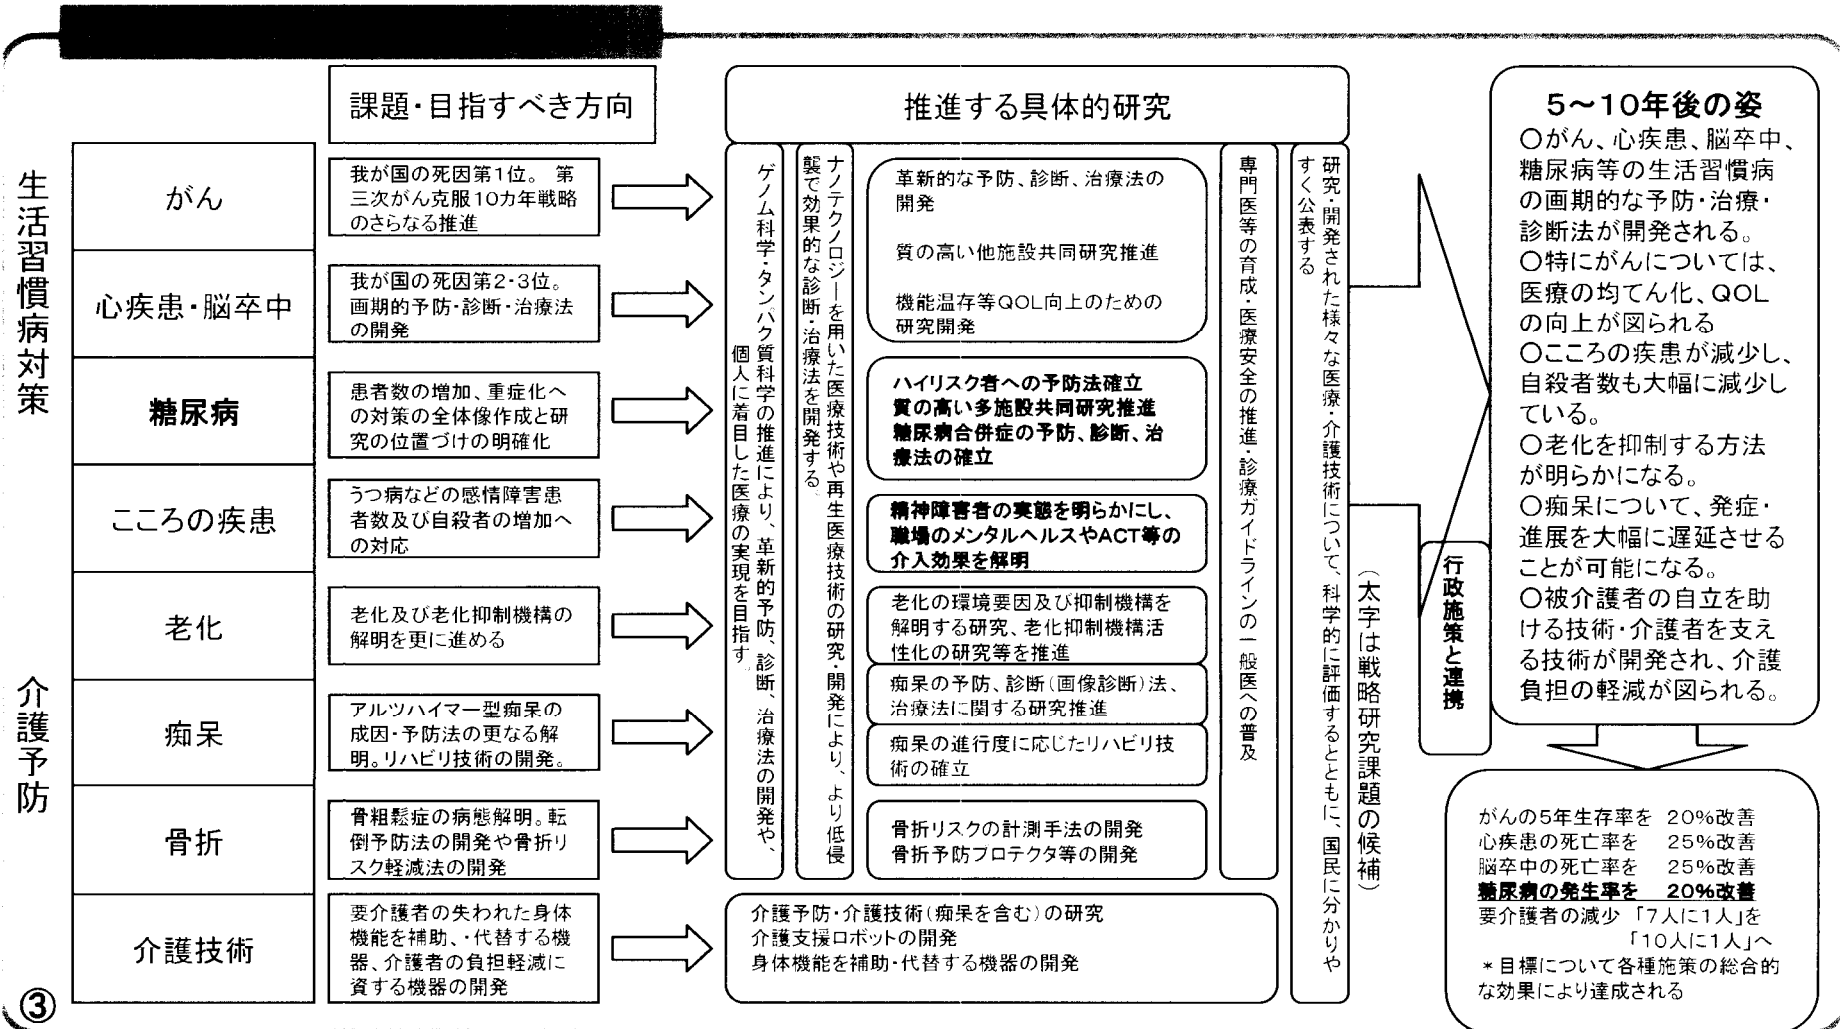 課題・目指すべき方向
推進する具体的研究
生活習慣病対策
介護予防
がん
我が国の死因第1位。 第
三次がん克服10カ年戦略
のさらなる推進
心疾患・脳卒中
我が国の死因第2・3位。
画期的予防・診断・治療法
の開発
糖尿病
患者数の増加、重症化へ
の対策の全体像作成と研
究の位置づけの明確化
こころの疾患
うつ病などの感情障害患
者数及び自殺者の増加へ
の対応
老化
老化及び老化抑制機構の
解明を更に進める
痴呆
アルツハイマー型痴呆の
成因・予防法の更なる解
明。リハビリ技術の開発。
骨折
骨粗鬆症の病態解明。転
倒予防法の開発や骨折リ
スク軽減法の開発
介護技術
要介護者の失われた身体
機能を補助、・代替する機
器、介護者の負担軽減に
資する機器の開発
ゲノム科学・タンパク質科学の推進により、革新的予防、診断、治療法の開発や、
個人に着目した医療の実現を目指す。
ナノテクノロジーを用いた医療技術や再生医療技術の研究・開発により、より低侵
襲で効果的な診断・治療法を開発する。
革新的な予防、診断、治療法の
開発
質の高い他施設共同研究推進
機能温存等QOL向上のための
研究開発
ハイリスク者への予防法確立
質の高い多施設共同研究推進
糖尿病合併症の予防、診断、治
療法の確立
精神障害者の実態を明らかにし、
職場のメンタルヘルスやACT等の
介入効果を解明
老化の環境要因及び抑制機構を
解明する研究、老化抑制機構活
性化の研究等を推進
痴呆の予防、診断(画像診断)法、
治療法に関する研究推進
痴呆の進行度に応じたリハビリ技
術の確立
骨折リスクの計測手法の開発
骨折予防プロテクタ等の開発
介護予防・介護技術(痴呆を含む)の研究
介護支援ロボットの開発
身体機能を補助・代替する機器の開発
専門医等の育成・医療安全の推進・診療ガイドラインの一般医への普及
研究・開発された様々な医療・介護技術について、科学的に評価するとともに、国民に分かりや
すく公表する
(太字は戦略研究課題の候補)
行政施策と連携
5〜10年後の姿
○がん、心疾患、脳卒中、
糖尿病等の生活習慣病
の画期的な予防・治療・
診断法が開発される。
○特にがんについては、
医療の均てん化、QOL
の向上が図られる
○こころの疾患が減少し、
自殺者数も大幅に減少し
ている。
○老化を抑制する方法
が明らかになる。
○痴呆について、発症・
進展を大幅に遅延させる
ことが可能になる。
○被介護者の自立を助
ける技術・介護者を支え
る技術が開発され、介護
負担の軽減が図られる。
がんの5年生存率を 20%改善
心疾患の死亡率を 25%改善
脳卒中の死亡率を 25%改善
糖尿病の発生率を 20%改善
要介護者の減少 「7人に1人」を
「10人に1人」へ
*目標について各種施策の総合的
な効果により達成される
③